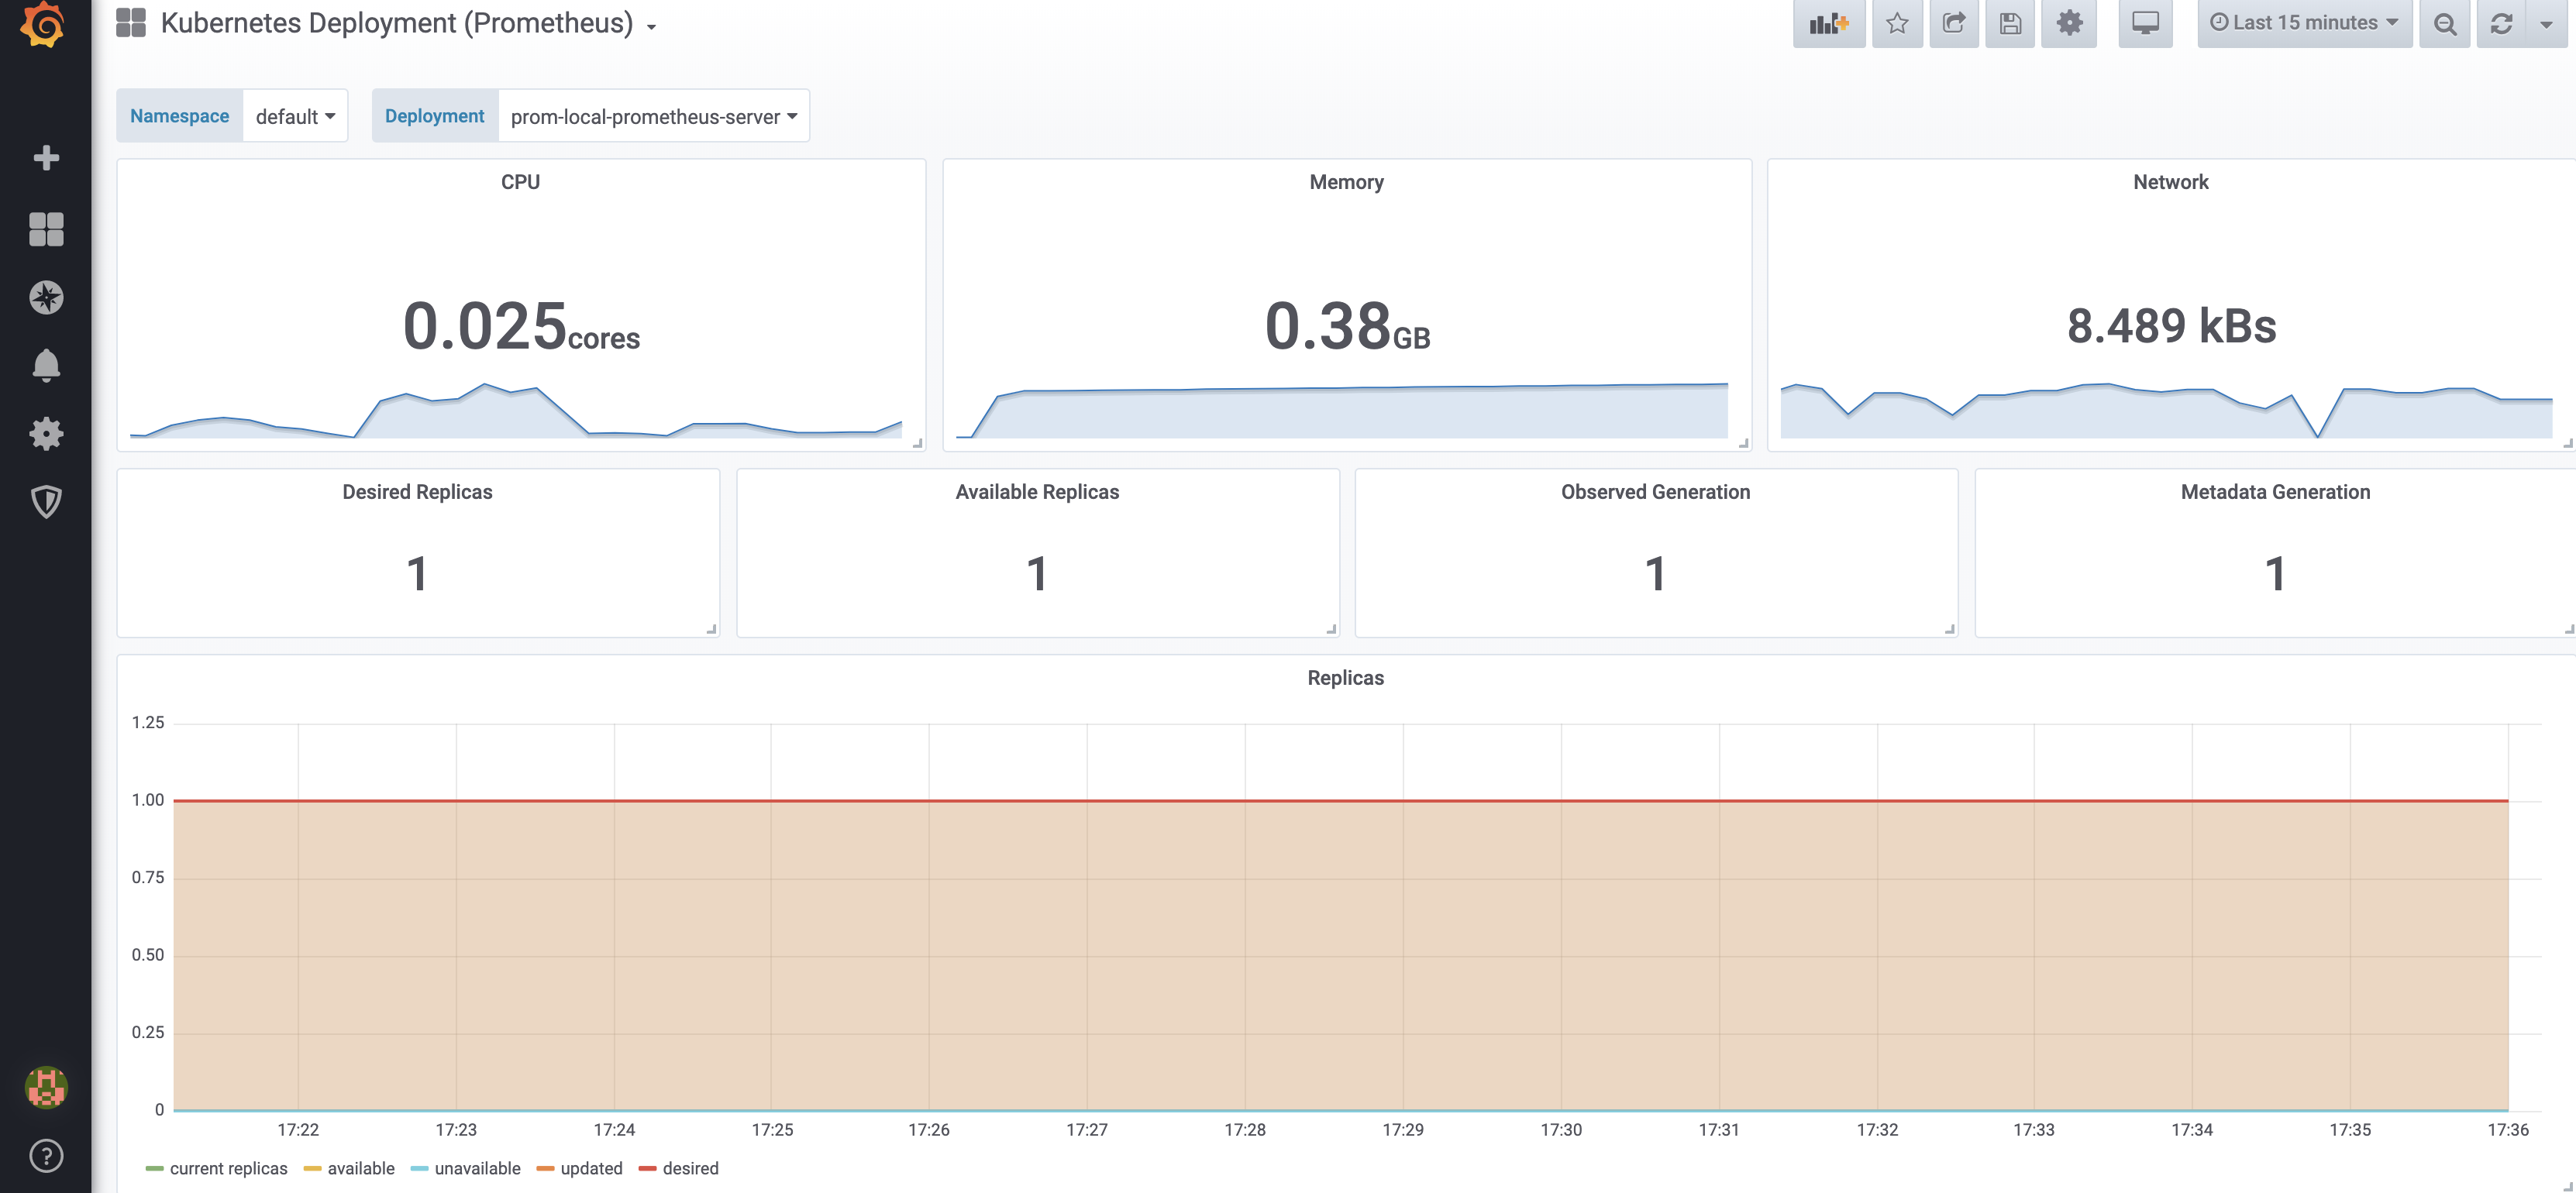 Kubernetes Deployment (Prometheus)
Last 15 minutes
Namespace default Deployment prom-local-prometheus-server
CPU Memory Network
0.025cores 0.38GB 8.489 kBs
Desired Replicas Available Replicas Observed Generation Metadata Generation
1 1 1 1
Replicas
1.25
1.00
0.75
0.50
0.25
0
17:22 17:23 17:24 17:25 17:26 17:27 17:28 17:29 17:30 17:31 17:32 17:33 17:34 17:35 17:36
current replicas available unavailable updated desired
?